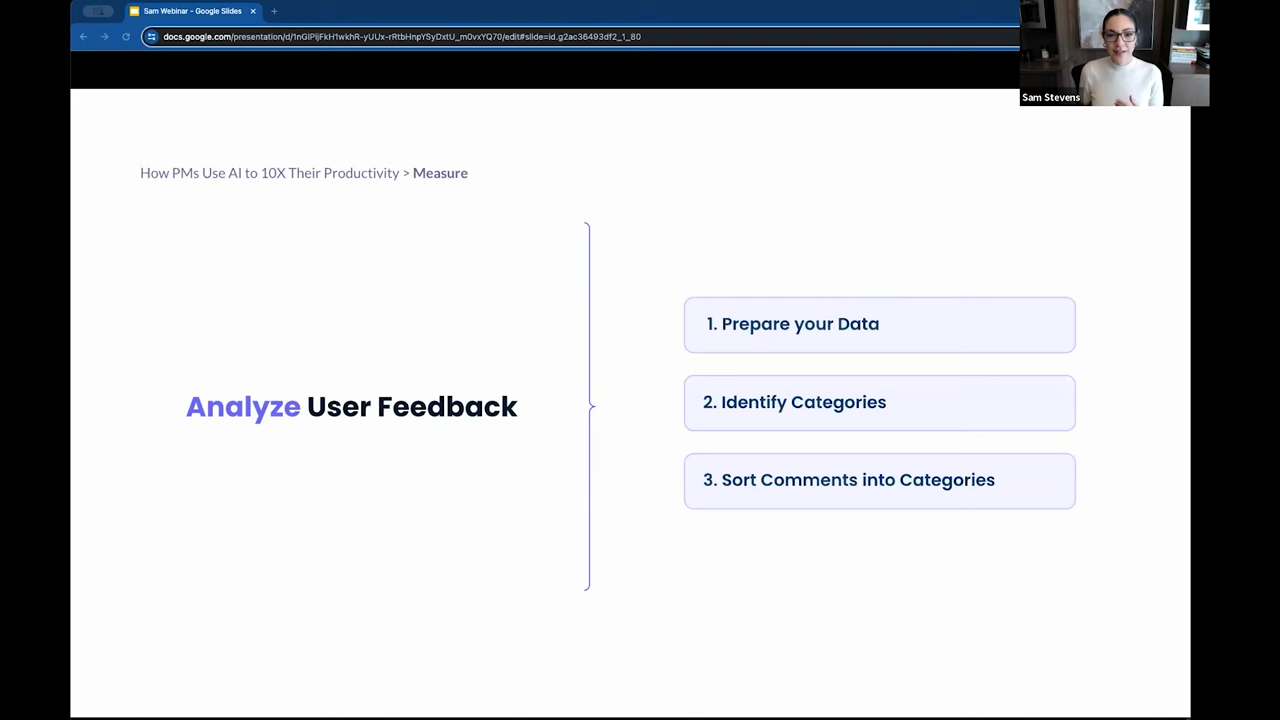 Sam Webinar - Google Slides
docs.google.com/presentation/d/1nGlPljFkH1wkhR-yUUx-rRtbHnpYSyDxtU_m0vxYQ70/edit#slide=id.g2ac36493df2_1_80
Sam Stevens
How PMs Use AI to 10X Their Productivity > Measure
Analyze User Feedback
1. Prepare your Data
2. Identify Categories
3. Sort Comments into Categories